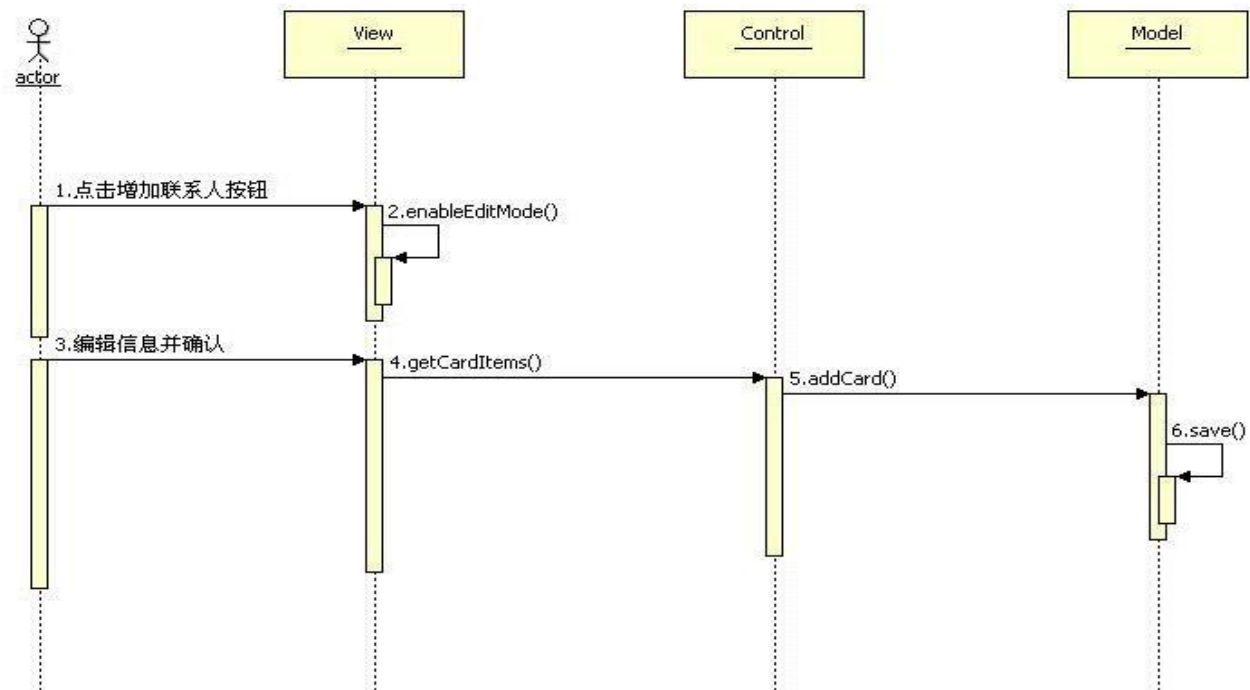 actor
View
Control
Model
1.点击增加联系人按钮
2.enableEditMode()
3.编辑信息并确认
4.getCardItems()
5.addCard()
6.save()